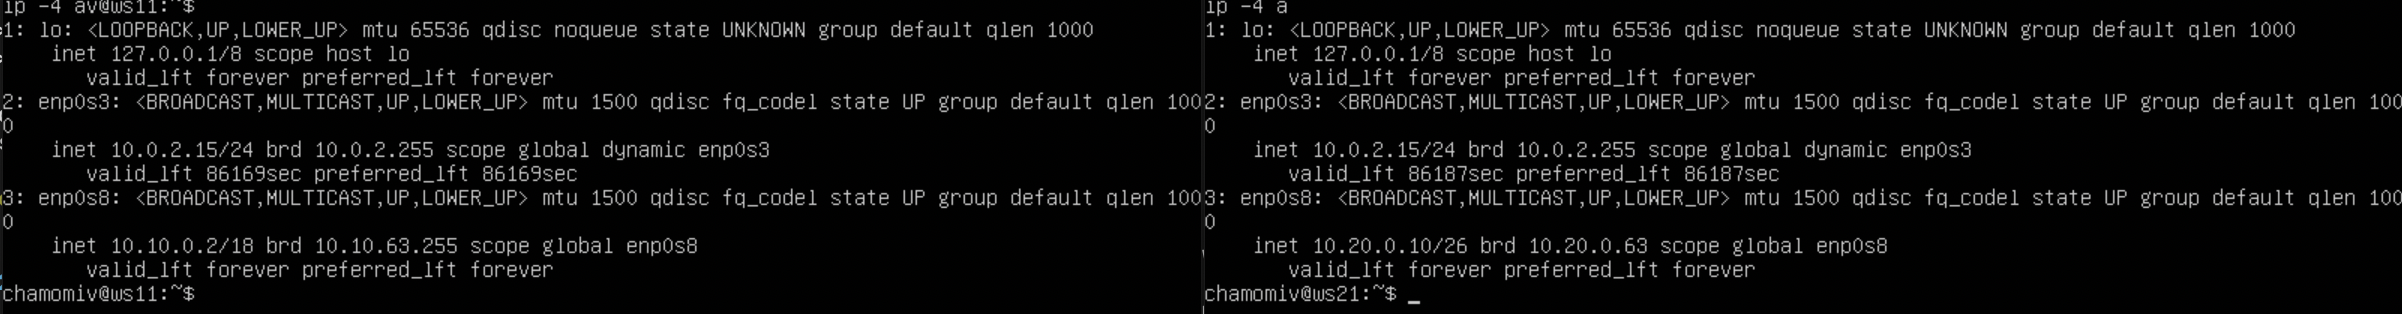 ip -4 av@ws11:~$
1: lo: <LOOPBACK,UP,LOWER_UP> mtu 65536 qdisc noqueue state UNKNOWN group default qlen 1000
    inet 127.0.0.1/8 scope host lo
       valid_lft forever preferred_lft forever
2: enp0s3: <BROADCAST,MULTICAST,UP,LOWER_UP> mtu 1500 qdisc fq_codel state UP group default qlen 100
0
    inet 10.0.2.15/24 brd 10.0.2.255 scope global dynamic enp0s3
       valid_lft 86169sec preferred_lft 86169sec
3: enp0s8: <BROADCAST,MULTICAST,UP,LOWER_UP> mtu 1500 qdisc fq_codel state UP group default qlen 100
0
    inet 10.10.0.2/18 brd 10.10.63.255 scope global enp0s8
       valid_lft forever preferred_lft forever
chamomiv@ws11:~$
ip -4 a
1: lo: <LOOPBACK,UP,LOWER_UP> mtu 65536 qdisc noqueue state UNKNOWN group default qlen 1000
    inet 127.0.0.1/8 scope host lo
       valid_lft forever preferred_lft forever
2: enp0s3: <BROADCAST,MULTICAST,UP,LOWER_UP> mtu 1500 qdisc fq_codel state UP group default qlen 100
0
    inet 10.0.2.15/24 brd 10.0.2.255 scope global dynamic enp0s3
       valid_lft 86187sec preferred_lft 86187sec
3: enp0s8: <BROADCAST,MULTICAST,UP,LOWER_UP> mtu 1500 qdisc fq_codel state UP group default qlen 100
0
    inet 10.20.0.10/26 brd 10.20.0.63 scope global enp0s8
       valid_lft forever preferred_lft forever
chamomiv@ws21:~$ _